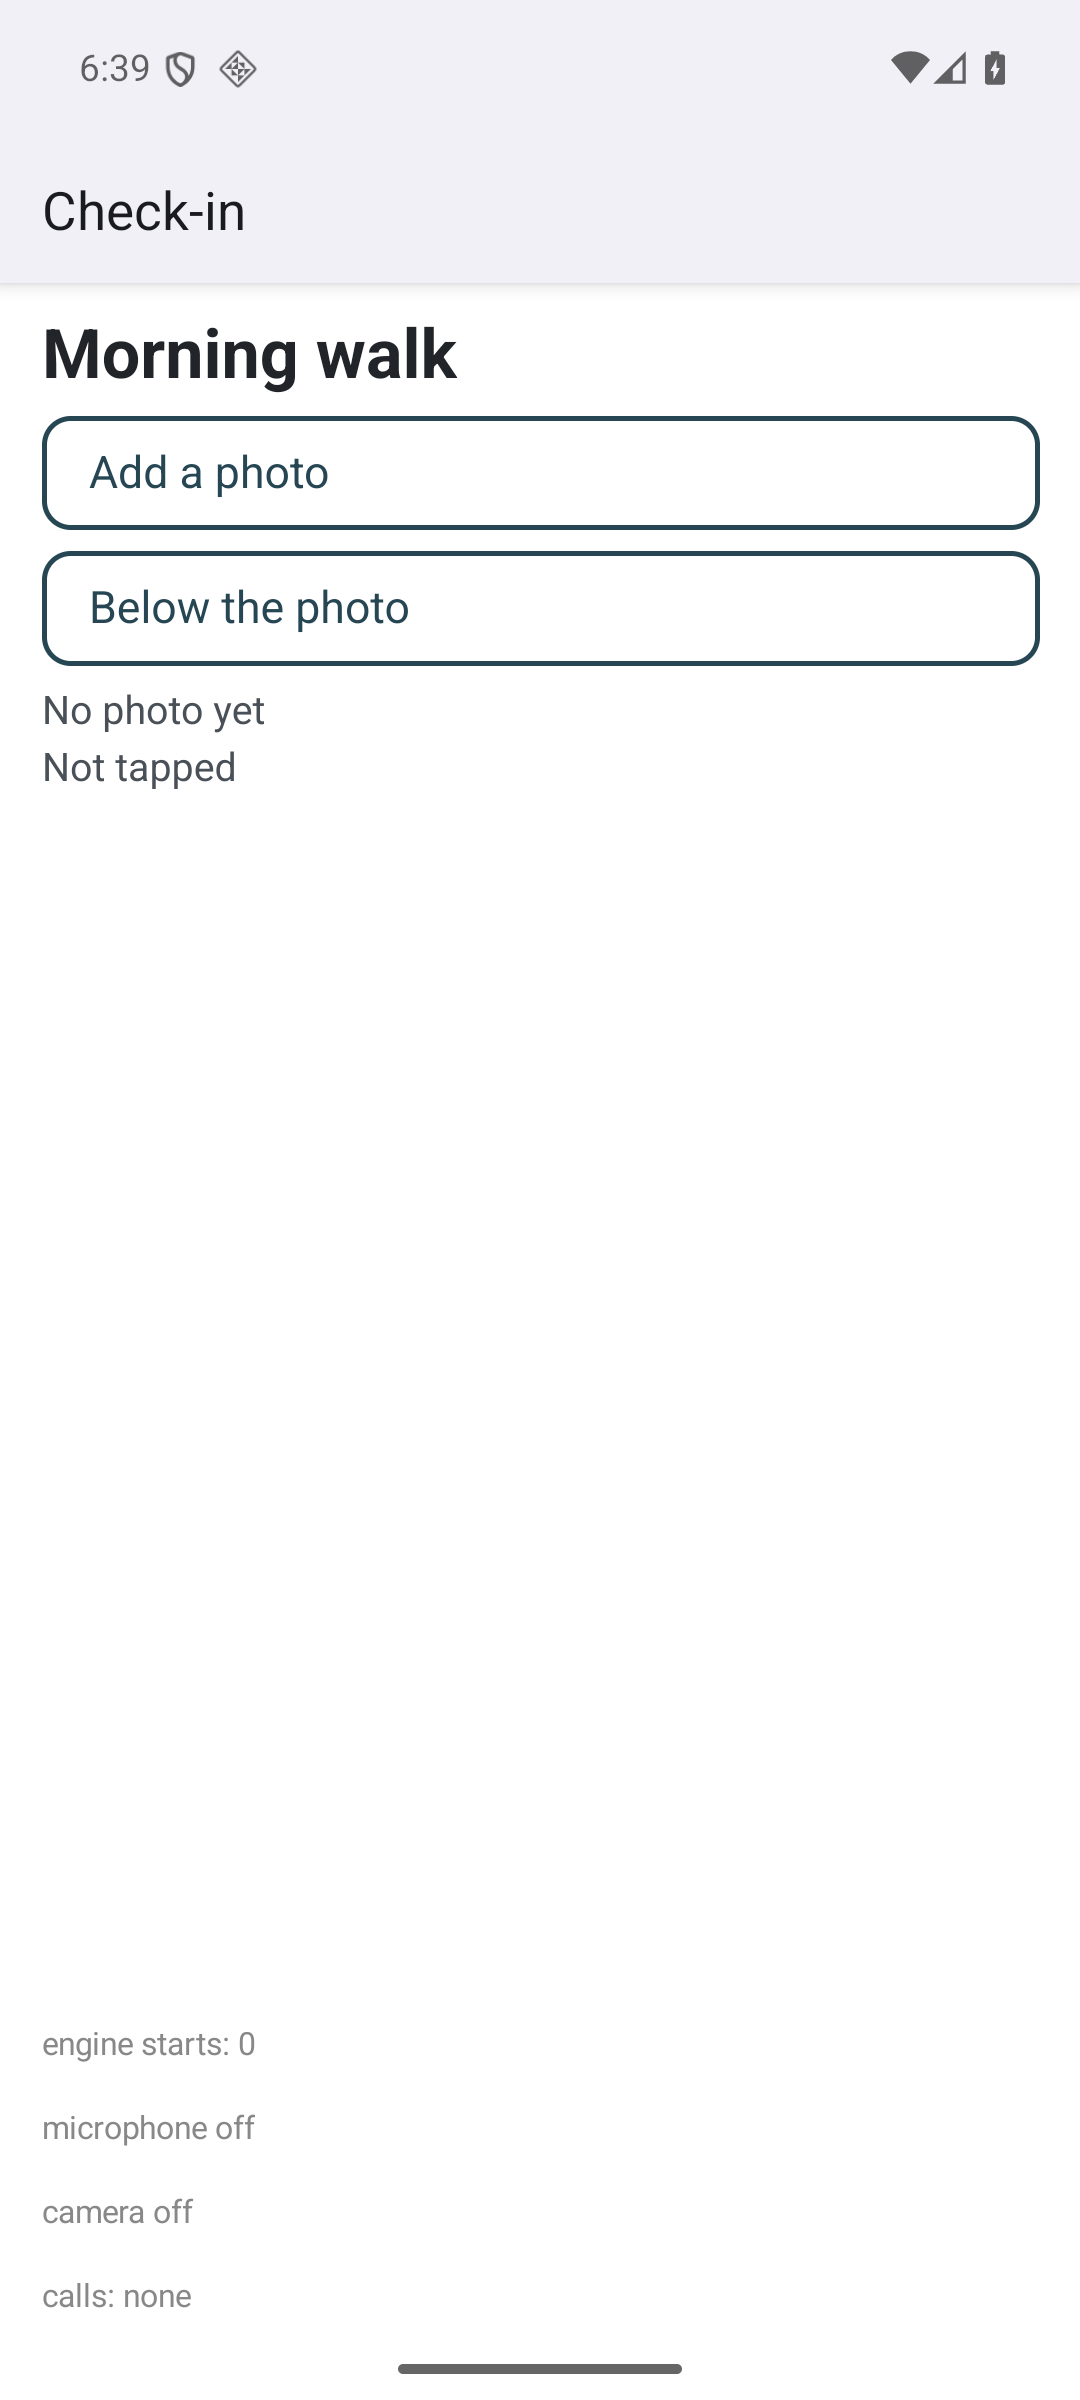 6:39
Check-in
Morning walk
Add a photo
Below the photo
No photo yet
Not tapped
engine starts: 0
microphone off
camera off
calls: none